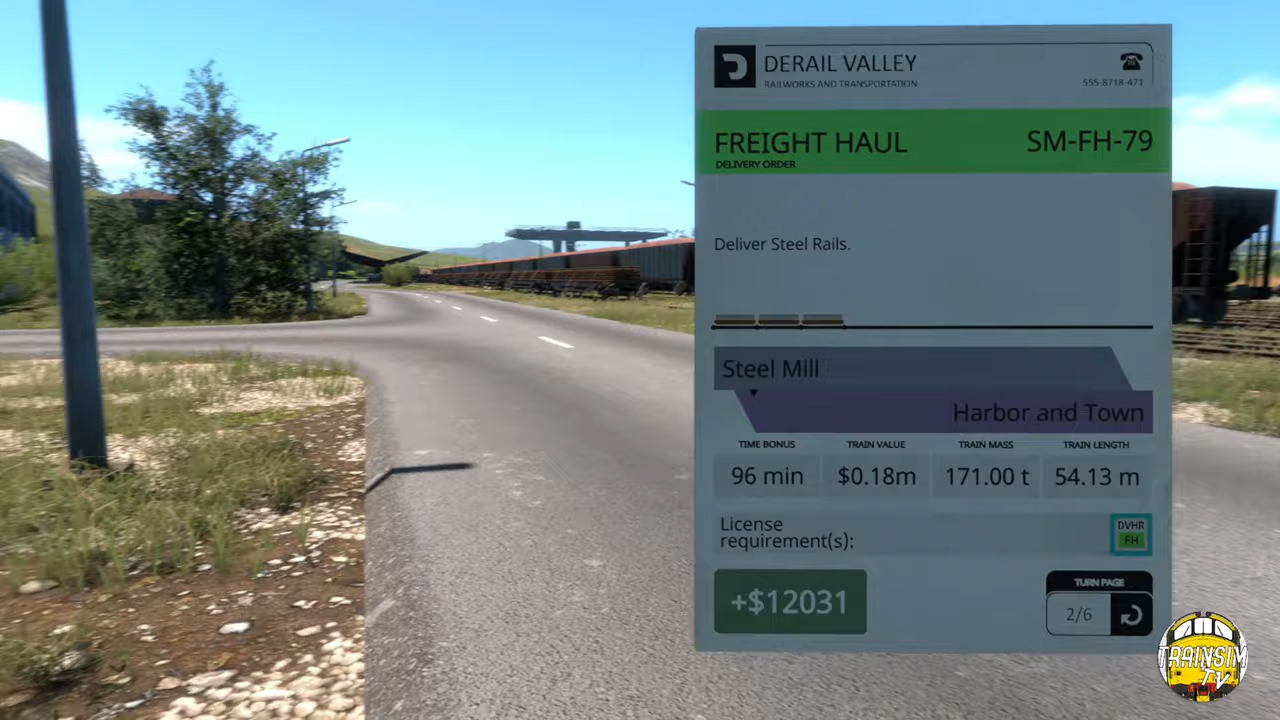 DERAIL VALLEY
RAILWORKS AND TRANSPORTATION
555-8718-471
FREIGHT HAUL
SM-FH-79
DELIVERY ORDER
Deliver Steel Rails.
Steel Mill
Harbor and Town
TIME BONUS TRAIN VALUE TRAIN MASS TRAIN LENGTH
96 min $0.18m 171.00 t 54.13 m
License
requirement(s):
DVHR
FH
+$12031
TURN PAGE
2/6
TRAINSIM
TV